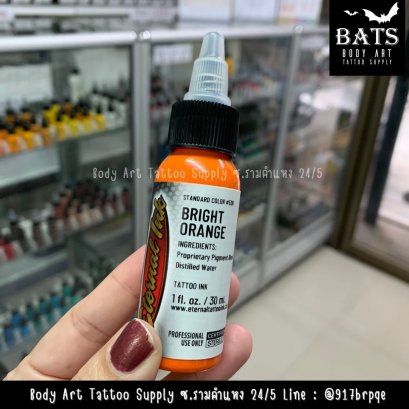 BATS
BODY ART
TATTOO SUPPLY
Eternal Ink
STANDARD COLOR
BRIGHT
ORANGE
INGREDIENTS:
Proprietary Pigment
Distilled Water
TATTOO INK
1 fl. oz. / 30 ml
www.eternaltattoo
PROFESSIONAL
USE ONLY
Body Art Tattoo Supply ซ.รามคำแหง 24/5
Body Art Tattoo Supply ซ.รามคำแหง 24/5 Line : @917brpqe